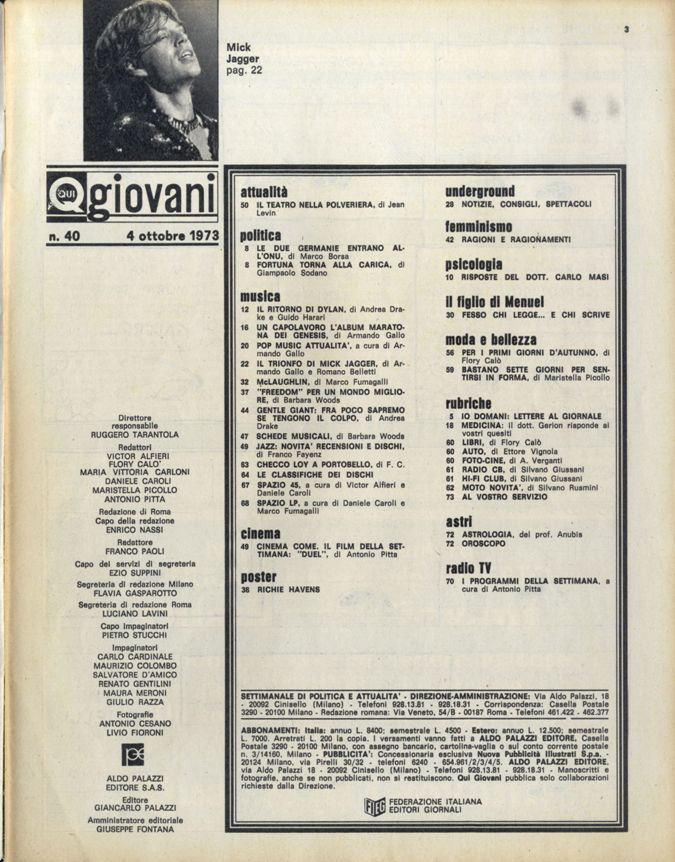 3
Mick
Jagger
pag. 22
QUI
giovani
n. 40 4 ottobre 1973
Direttore
responsabile
RUGGERO TARANTOLA
Redattori
VICTOR ALFIERI
FLORY CALO'
MARIA VITTORIA CARLONI
DANIELE CAROLI
MARISTELLA PICOLLO
ANTONIO PITTA
Redazione di Roma
Capo della redazione
ENRICO NASSI
Redattore
FRANCO PAOLI
Capo dei servizi di segreteria
EZIO SUPPINI
Segreteria di redazione Milano
FLAVIA GASPAROTTO
Segreteria di redazione Roma
LUCIANO LAVINI
Capo impaginatori
PIETRO STUCCHI
Impaginatori
CARLO CARDINALE
MAURIZIO COLOMBO
SALVATORE D'AMICO
RENATO GENTILINI
MAURA MERONI
GIULIO RAZZA
Fotografie
ANTONIO CESANO
LIVIO FIORONI
ALDO PALAZZI
EDITORE S.A.S.
Editore
GIANCARLO PALAZZI
Amministratore editoriale
GIUSEPPE FONTANA
attualità
50 IL TEATRO NELLA POLVERIERA, di Jean
Levin
politica
8 LE DUE GERMANIE ENTRANO AL-
L'ONU, di Marco Borsa
8 FORTUNA TORNA ALLA CARICA, di
Giampaolo Sodano
musica
12 IL RITORNO DI DYLAN, di Andrea Dra-
ke e Guido Harari
16 UN CAPOLAVORO L'ALBUM MARATO-
NA DEI GENESIS, di Armando Gallo
20 POP MUSIC ATTUALITA', a cura di Ar-
mando Gallo
22 IL TRIONFO DI MICK JAGGER, di Ar-
mando Gallo e Romano Belletti
32 McLAUGHLIN, di Marco Fumagalli
37 "FREEDOM" PER UN MONDO MIGLIO-
RE, di Barbara Woods
44 GENTLE GIANT: FRA POCO SAPREMO
SE TENGONO IL COLPO, di Andrea
Drake
47 SCHEDE MUSICALI, di Barbara Woods
49 JAZZ: NOVITA' RECENSIONI E DISCHI,
di Franco Fayenz
63 CHECCO LOY A PORTOBELLO, di F. C.
64 LE CLASSIFICHE DEI DISCHI
67 SPAZIO 45, a cura di Victor Alfieri e
Daniele Caroli
68 SPAZIO LP, a cura di Daniele Caroli e
Marco Fumagalli
cinema
49 CINEMA COME. IL FILM DELLA SET-
TIMANA: "DUEL", di Antonio Pitta
poster
38 RICHIE HAVENS
underground
28 NOTIZIE, CONSIGLI, SPETTACOLI
femminismo
42 RAGIONI E RAGIONAMENTI
psicologia
10 RISPOSTE DEL DOTT. CARLO MASI
il figlio di Menuel
30 FESSO CHI LEGGE... E CHI SCRIVE
moda e bellezza
56 PER I PRIMI GIORNI D'AUTUNNO, di
Flory Calò
59 BASTANO SETTE GIORNI PER SEN-
TIRSI IN FORMA, di Maristella Picollo
rubriche
5 IO DOMANI: LETTERE AL GIORNALE
18 MEDICINA: Il dott. Gerion risponde ai
vostri quesiti
60 LIBRI, di Flory Calò
60 AUTO, di Ettore Vignola
60 FOTO-CINE, di A. Verganti
61 RADIO CB, di Silvano Giussani
61 HI-FI CLUB, di Silvano Giussani
62 MOTO NOVITA', di Silvano Ruamini
73 AL VOSTRO SERVIZIO
astri
72 ASTROLOGIA, del prof. Anubis
72 OROSCOPO
radio TV
70 I PROGRAMMI DELLA SETTIMANA, a
cura di Antonio Pitta
SETTIMANALE DI POLITICA E ATTUALITA' - DIREZIONE-AMMINISTRAZIONE: Via Aldo Palazzi, 18
- 20092 Cinisello (Milano) - Telefoni 928.13.81 - 928.18.31 - Corrispondenza: Casella Postale
3290 - 20100 Milano - Redazione romana: Via Veneto, 54/B - 00187 Roma - Telefoni 461.422 - 462.377
ABBONAMENTI: Italia: annuo L. 8400; semestrale L. 4500 - Estero: annuo L. 12.500; semestrale
L. 7000. Arretrati L. 200 la copia. I versamenti vanno fatti a ALDO PALAZZI EDITORE, Casella
Postale 3290 - 20100 Milano, con assegno bancario, cartolina-vaglia o sul conto corrente postale
n. 3/14160, Milano - PUBBLICITA': Concessionaria esclusiva Nuova Pubblicità Illustrati S.p.a. -
20124 Milano, via Pirelli 30/32 - telefoni 6240 - 654.961/2/3/4/5. ALDO PALAZZI EDITORE,
via Aldo Palazzi 18 - 20092 Cinisello (Milano) - Telefoni 928.13.81 - 928.18.31 - Manoscritti e
fotografie, anche se non pubblicati, non si restituiscono. Qui Giovani pubblica solo collaborazioni
richieste dalla Direzione.
FIEG FEDERAZIONE ITALIANA
EDITORI GIORNALI